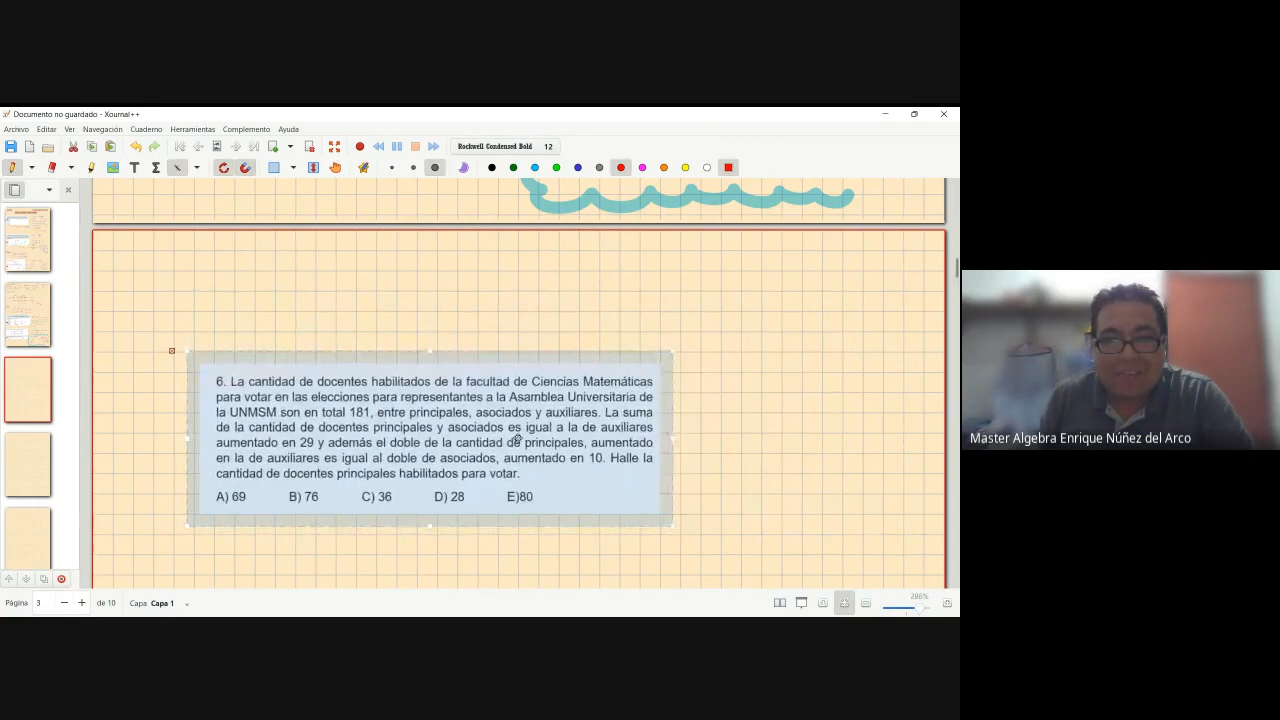 Documento no guardado - Xournal++
Archivo Editar Ver Navegación Cuaderno Herramientas Complemento Ayuda
Rockwell Condensed Bold 12
6. La cantidad de docentes habilitados de la facultad de Ciencias Matemáticas
para votar en las elecciones para representantes a la Asamblea Universitaria de
la UNMSM son en total 181, entre principales, asociados y auxiliares. La suma
de la cantidad de docentes principales y asociados es igual a la de auxiliares
aumentado en 29 y además el doble de la cantidad de principales, aumentado
en la de auxiliares es igual al doble de asociados, aumentado en 10. Halle la
cantidad de docentes principales habilitados para votar.
A) 69 B) 76 C) 36 D) 28 E)80
Master Algebra Enrique Núñez del Arco
Página 3 de 10 Capa Capa 1
286%